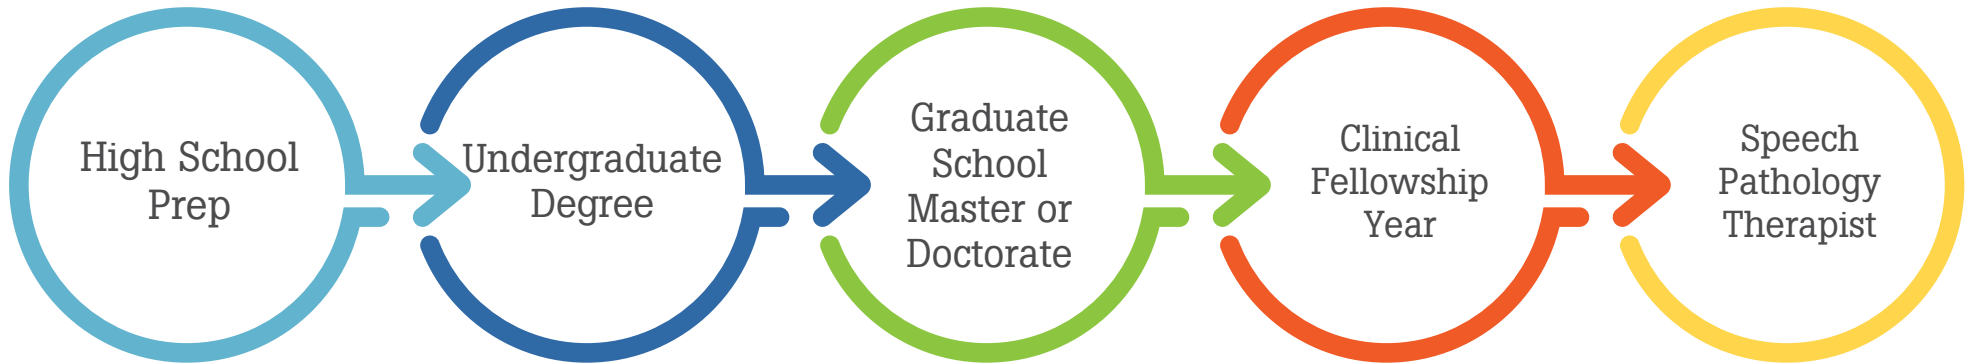 High School
Prep
Undergraduate
Degree
Graduate
School
Master or
Doctorate
Clinical
Fellowship
Year
Speech
Pathology
Therapist